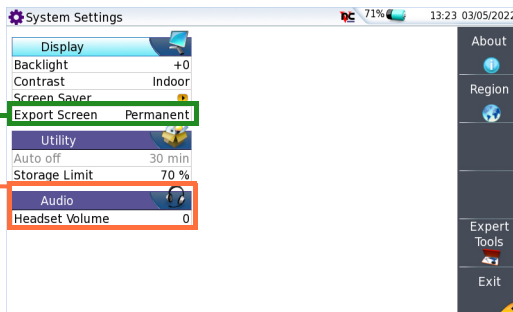 System Settings 71% 13:23 03/05/2022
Display
Backlight +0
Contrast Indoor
Screen Saver
Export Screen Permanent
Utility
Auto off 30 min
Storage Limit 70 %
Audio
Headset Volume 0
About
Region
Expert
Tools
Exit